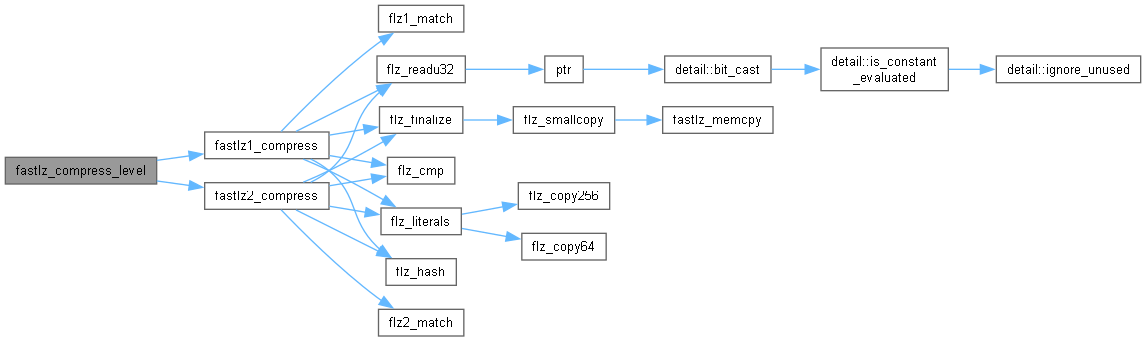 flz1_match
flz_readu32
ptr
detail::bit_cast
detail::is_constant
_evaluated
detail::ignore_unused
flz_finalize
flz_smallcopy
fastlz_memcpy
fastlz1_compress
fastlz_compress_level
flz_cmp
fastlz2_compress
flz_copy256
flz_literals
flz_copy64
flz_hash
flz2_match